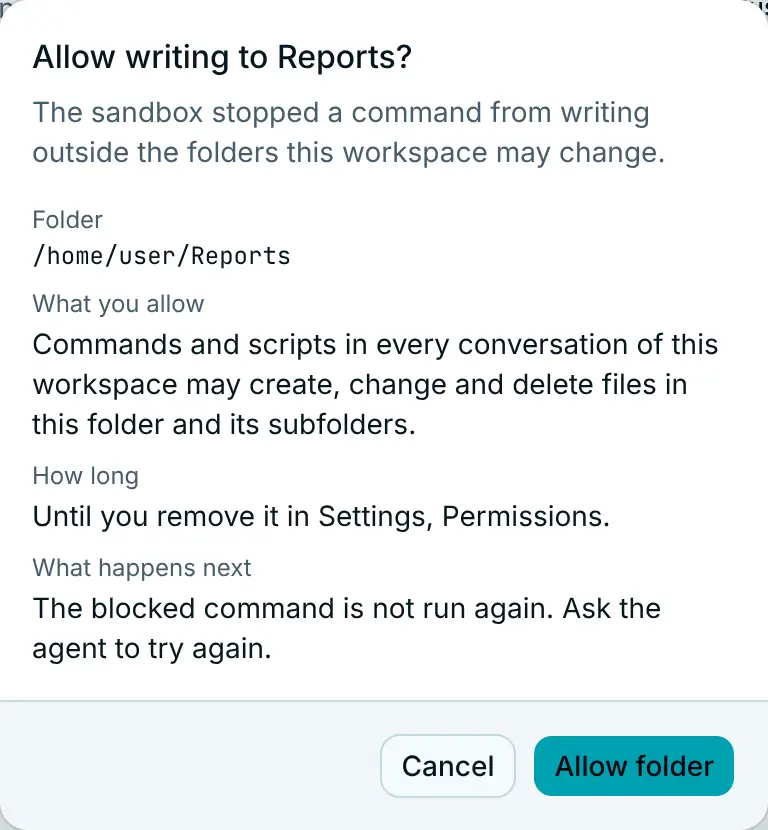 Allow writing to Reports?
The sandbox stopped a command from writing
outside the folders this workspace may change.
Folder
/home/user/Reports
What you allow
Commands and scripts in every conversation of this
workspace may create, change and delete files in
this folder and its subfolders.
How long
Until you remove it in Settings, Permissions.
What happens next
The blocked command is not run again. Ask the
agent to try again.
Cancel
Allow folder